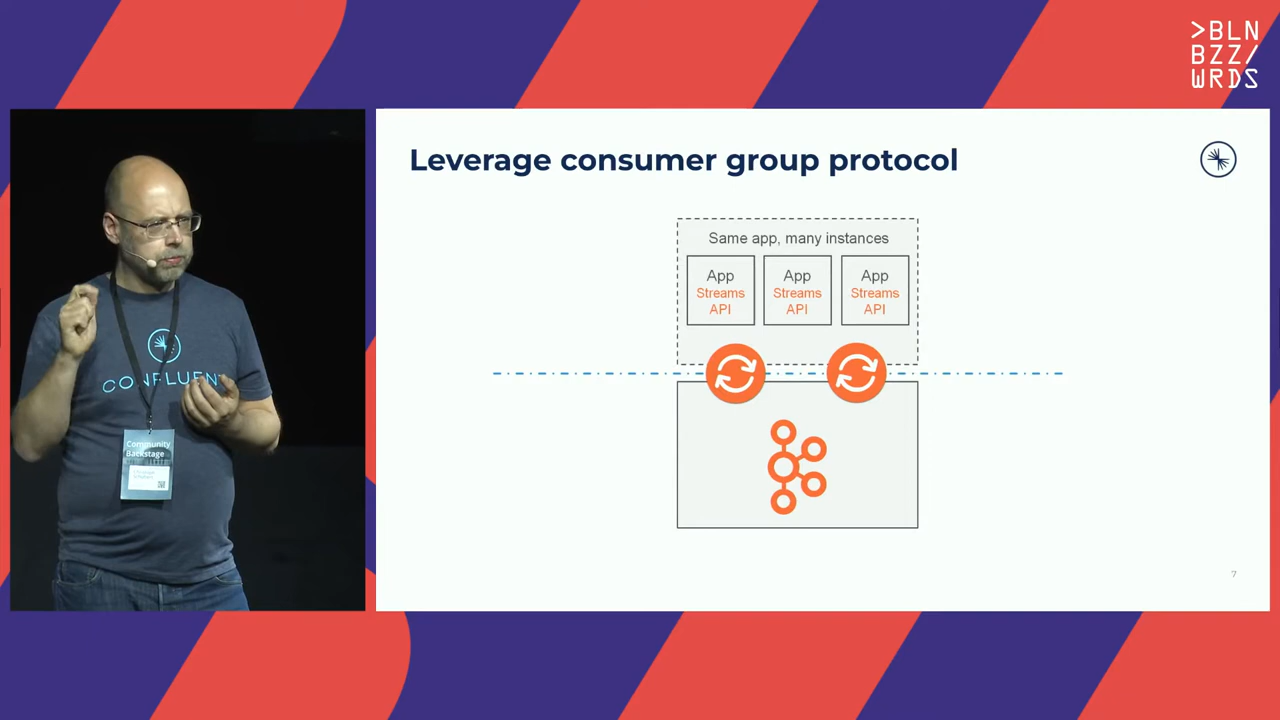 >BLN
BZZ/
WRDS
Leverage consumer group protocol
Same app, many instances
App
Streams
API
App
Streams
API
App
Streams
API
CONFLUENT
Community
Backstage
7